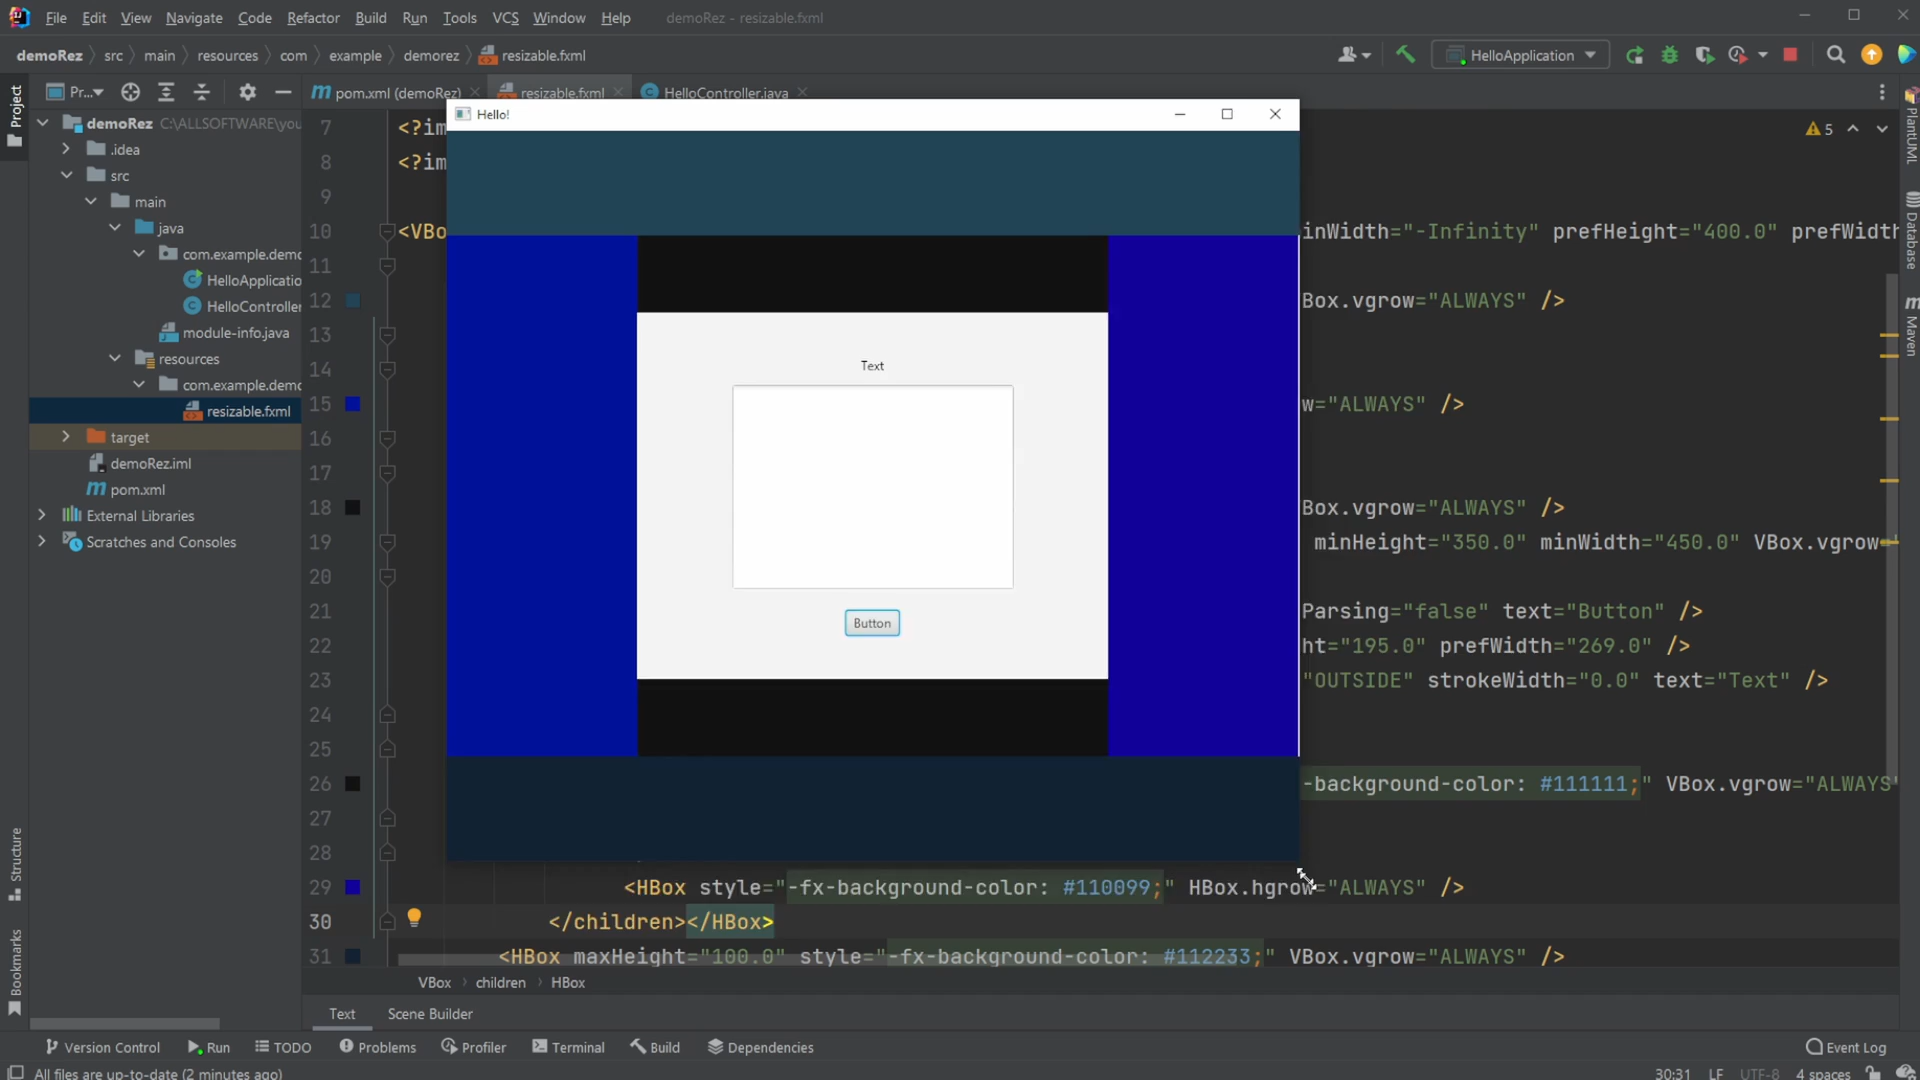 File Edit View Navigate Code Refactor Build Run Tools VCS Window Help demoRez - resizable.fxml
demoRez src main resources com example demorez resizable.fxml HelloApplication
Project Pr... pom.xml (demoRez) resizable.fxml HelloController.java
Hello!
demoRez C:\ALLSOFTWARE\you
.idea
src
main
java
com.example.demo
HelloApplicatio
HelloController
module-info.java
resources
com.example.demo
resizable.fxml
target
demoRez.iml
pom.xml
External Libraries
Scratches and Consoles
7 <?im
8 <?im
9
10 <VBo inWidth="-Infinity" prefHeight="400.0" prefWidth
11
12 Box.vgrow="ALWAYS" />
13
14
15 w="ALWAYS" />
16
17
18 Box.vgrow="ALWAYS" />
19 minHeight="350.0" minWidth="450.0" VBox.vgrow=
20
21 Parsing="false" text="Button" />
22 ht="195.0" prefWidth="269.0" />
23 "OUTSIDE" strokeWidth="0.0" text="Text" />
24
25
26 -background-color: #111111;" VBox.vgrow="ALWAYS"
27
28
29 <HBox style="-fx-background-color: #110099;" HBox.hgrow="ALWAYS" />
30 </children></HBox>
31 <HBox maxHeight="100.0" style="-fx-background-color: #112233;" VBox.vgrow="ALWAYS" />
Text
Button
5
PlantUML
Database
Maven
Structure
Bookmarks
VBox children HBox
Text Scene Builder
Version Control Run TODO Problems Profiler Terminal Build Dependencies Event Log
All files are up-to-date (2 minutes ago) 30:31 LF UTF-8 4 spaces